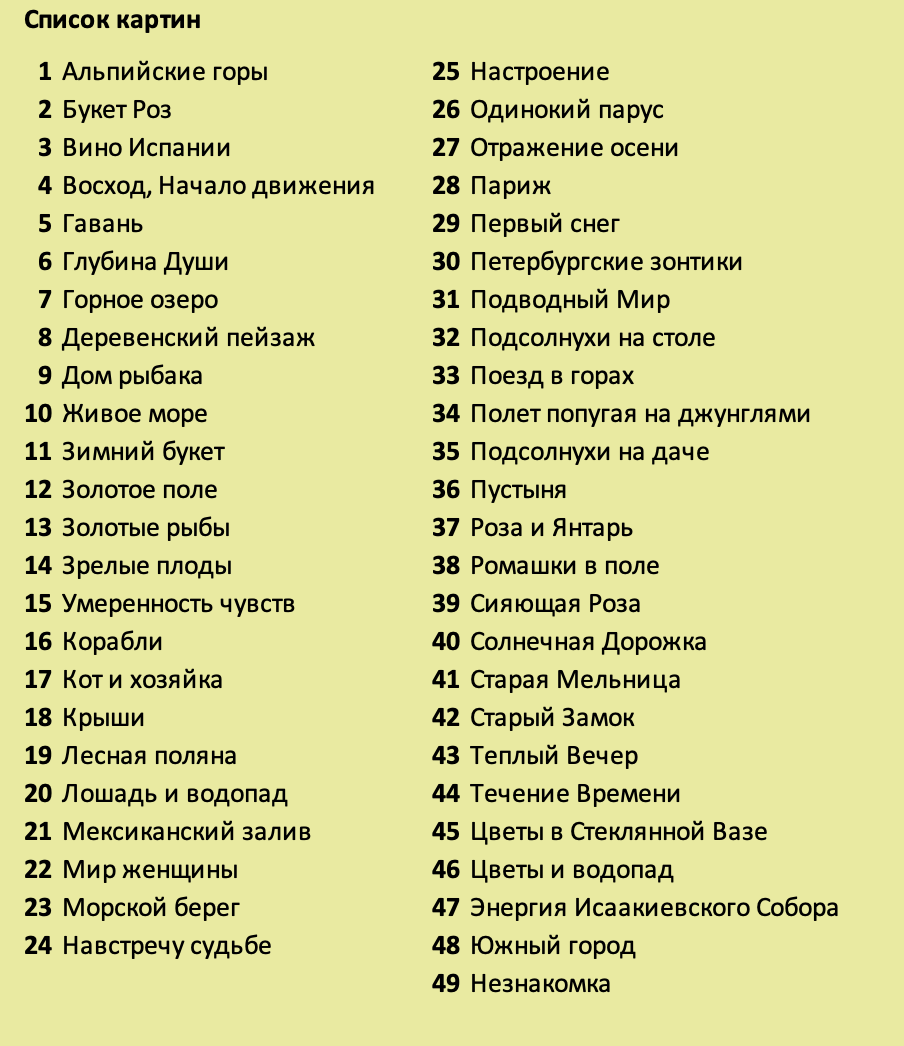 Список картин
1 Альпийские горы
2 Букет Роз
3 Вино Испании
4 Восход, Начало движения
5 Гавань
6 Глубина Души
7 Горное озеро
8 Деревенский пейзаж
9 Дом рыбака
10 Живое море
11 Зимний букет
12 Золотое поле
13 Золотые рыбы
14 Зрелые плоды
15 Умеренность чувств
16 Корабли
17 Кот и хозяйка
18 Крыши
19 Лесная поляна
20 Лошадь и водопад
21 Мексиканский залив
22 Мир женщины
23 Морской берег
24 Навстречу судьбе
25 Настроение
26 Одинокий парус
27 Отражение осени
28 Париж
29 Первый снег
30 Петербургские зонтики
31 Подводный Мир
32 Подсолнухи на столе
33 Поезд в горах
34 Полет попугая на джунглями
35 Подсолнухи на даче
36 Пустыня
37 Роза и Янтарь
38 Ромашки в поле
39 Сияющая Роза
40 Солнечная Дорожка
41 Старая Мельница
42 Старый Замок
43 Теплый Вечер
44 Течение Времени
45 Цветы в Стеклянной Вазе
46 Цветы и водопад
47 Энергия Исаакиевского Собора
48 Южный город
49 Незнакомка